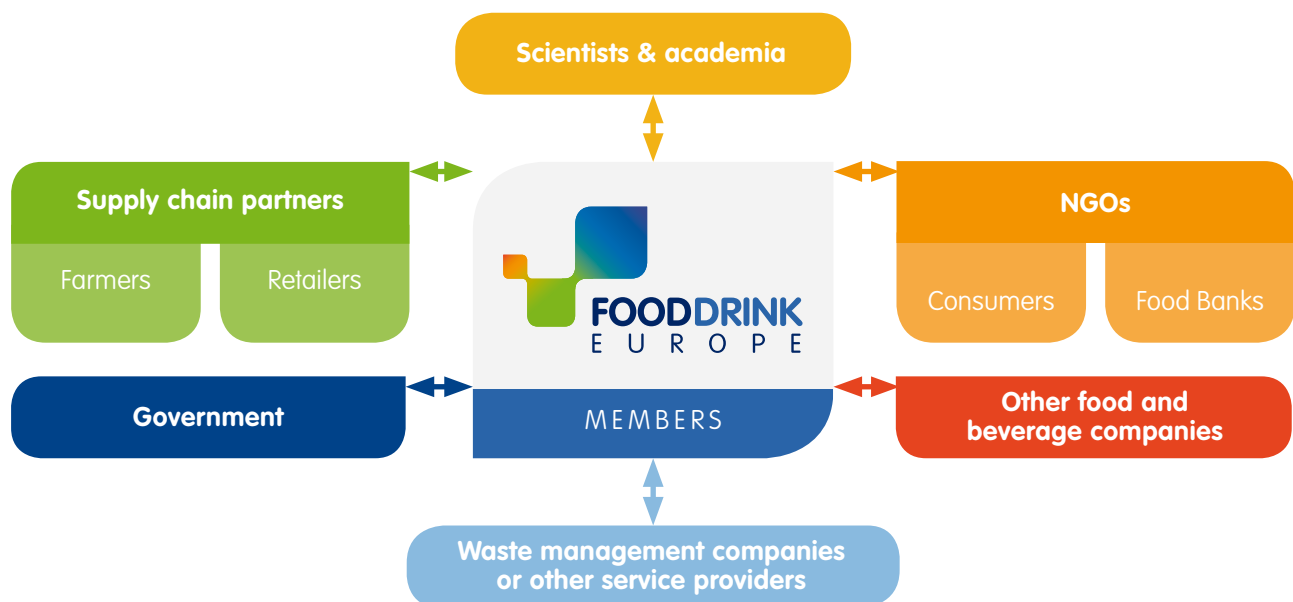 Scientists & academia
Supply chain partners
Farmers
Retailers
NGOs
Consumers
Food Banks
FOODDRINK
EUROPE
MEMBERS
Government
Other food and
beverage companies
Waste management companies
or other service providers